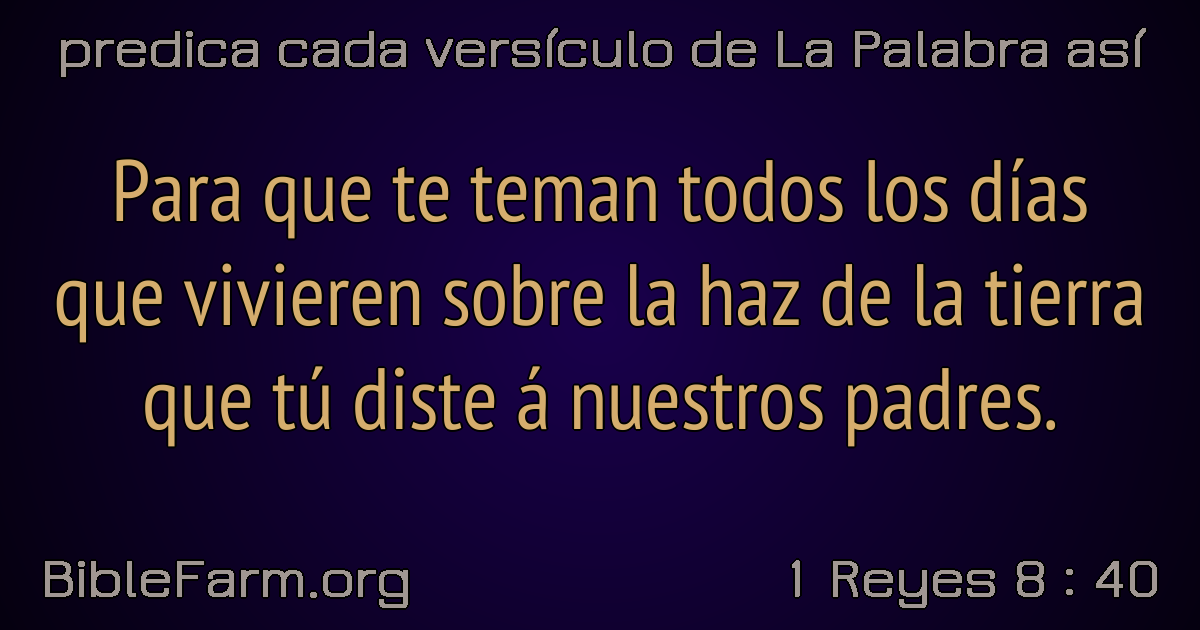 predica cada versículo de La Palabra así
Para que te teman todos los días
que vivieren sobre la haz de la tierra
que tú diste á nuestros padres.
BibleFarm.org
1 Reyes 8 : 40